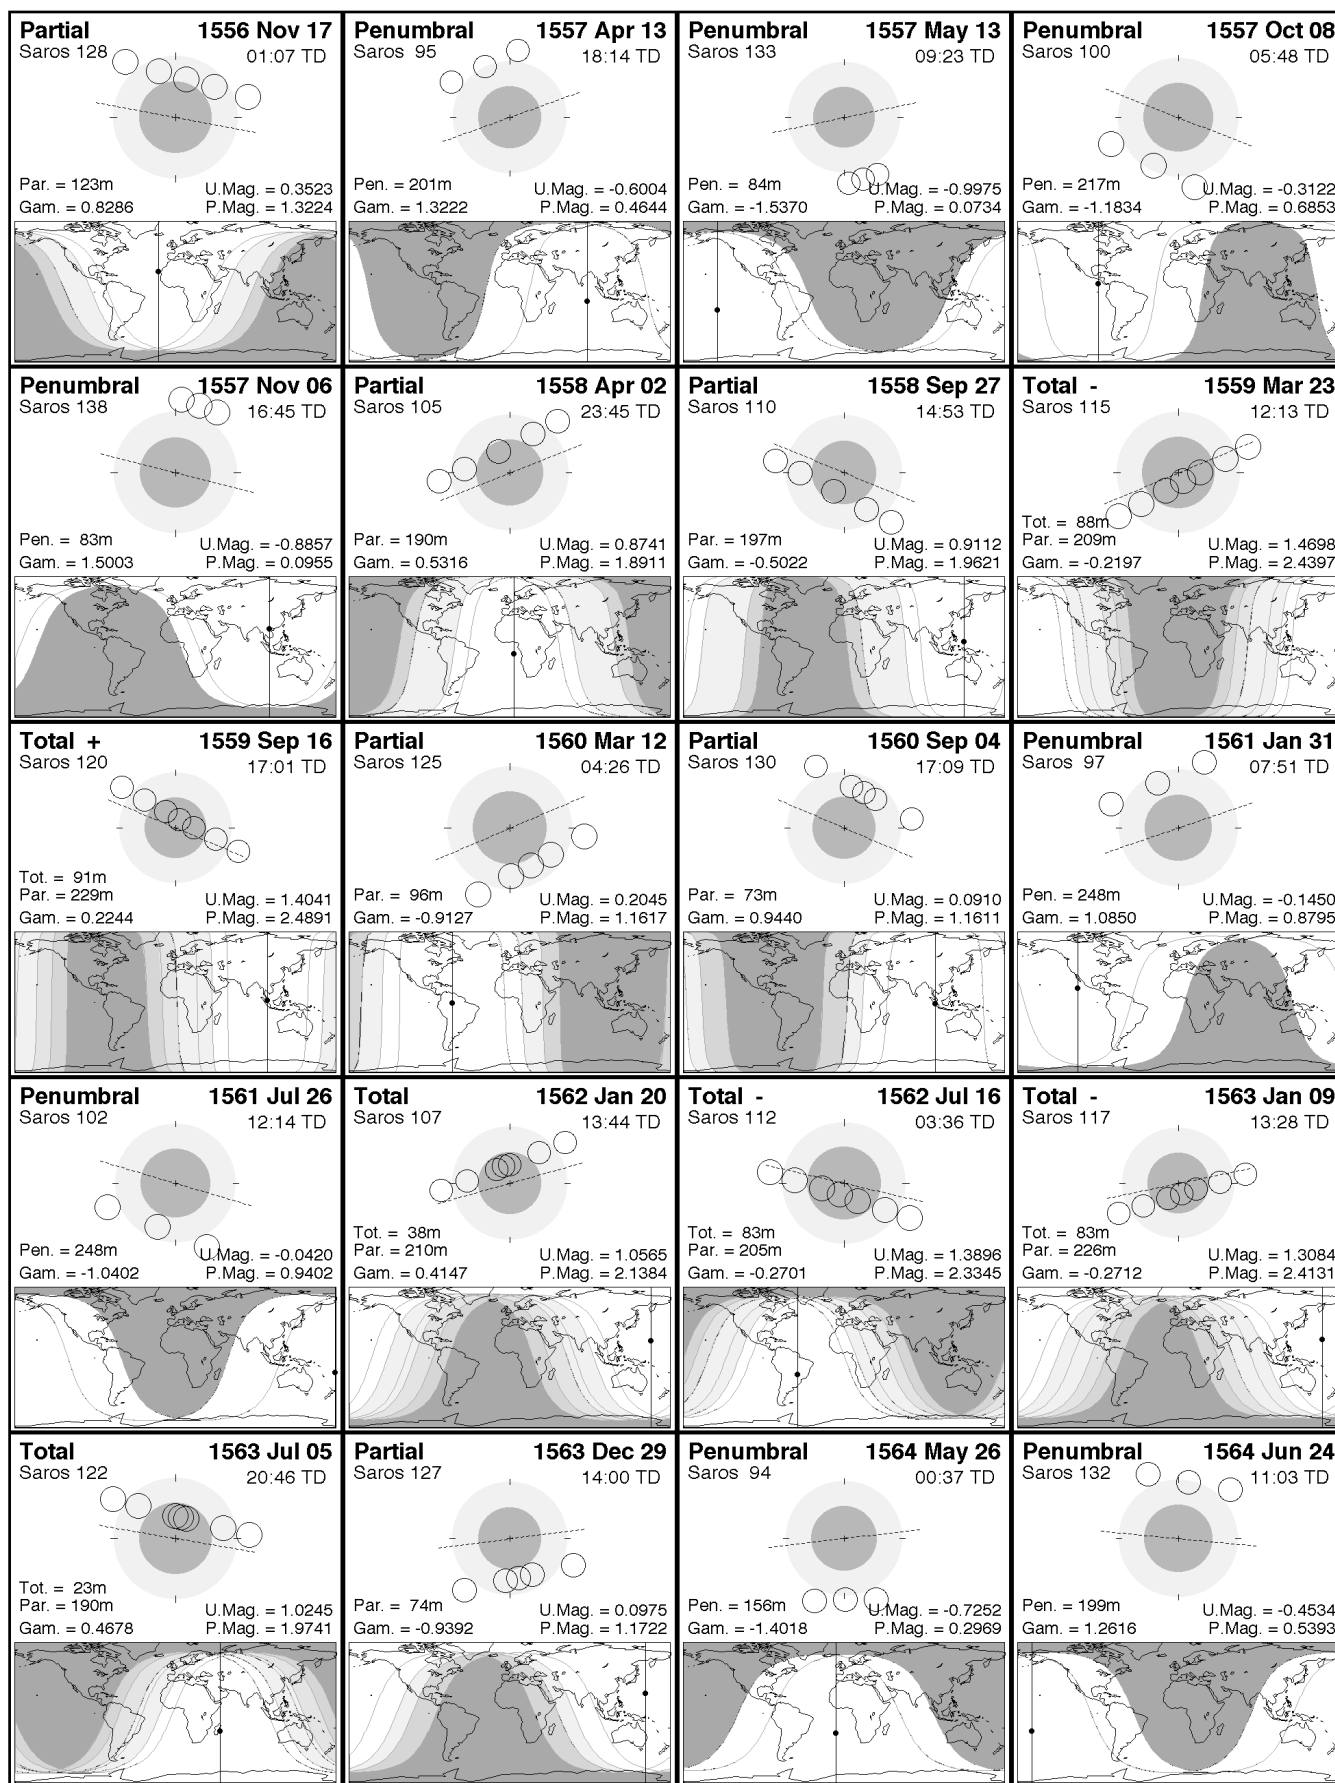 Partial 1556 Nov 17
Saros 128 01:07 TD
Par. = 123m U.Mag. = 0.3523
Gam. = 0.8286 P.Mag. = 1.3224
Penumbral 1557 Apr 13
Saros 95 18:14 TD
Pen. = 201m U.Mag. = -0.6004
Gam. = 1.3222 P.Mag. = 0.4644
Penumbral 1557 May 13
Saros 133 09:23 TD
Pen. = 84m U.Mag. = -0.9975
Gam. = -1.5370 P.Mag. = 0.0734
Penumbral 1557 Oct 08
Saros 100 05:48 TD
Pen. = 217m U.Mag. = -0.3122
Gam. = -1.1834 P.Mag. = 0.6853
Penumbral 1557 Nov 06
Saros 138 16:45 TD
Pen. = 83m U.Mag. = -0.8857
Gam. = 1.5003 P.Mag. = 0.0955
Partial 1558 Apr 02
Saros 105 23:45 TD
Par. = 190m U.Mag. = 0.8741
Gam. = 0.5316 P.Mag. = 1.8911
Partial 1558 Sep 27
Saros 110 14:53 TD
Par. = 197m U.Mag. = 0.9112
Gam. = -0.5022 P.Mag. = 1.9621
Total - 1559 Mar 23
Saros 115 12:13 TD
Tot. = 88m
Par. = 209m U.Mag. = 1.4698
Gam. = -0.2197 P.Mag. = 2.4397
Total + 1559 Sep 16
Saros 120 17:01 TD
Tot. = 91m
Par. = 229m U.Mag. = 1.4041
Gam. = 0.2244 P.Mag. = 2.4891
Partial 1560 Mar 12
Saros 125 04:26 TD
Par. = 96m U.Mag. = 0.2045
Gam. = -0.9127 P.Mag. = 1.1617
Partial 1560 Sep 04
Saros 130 17:09 TD
Par. = 73m U.Mag. = 0.0910
Gam. = 0.9440 P.Mag. = 1.1611
Penumbral 1561 Jan 31
Saros 97 07:51 TD
Pen. = 248m U.Mag. = -0.1450
Gam. = 1.0850 P.Mag. = 0.8795
Penumbral 1561 Jul 26
Saros 102 12:14 TD
Pen. = 248m U.Mag. = -0.0420
Gam. = -1.0402 P.Mag. = 0.9402
Total 1562 Jan 20
Saros 107 13:44 TD
Tot. = 38m
Par. = 210m U.Mag. = 1.0565
Gam. = 0.4147 P.Mag. = 2.1384
Total - 1562 Jul 16
Saros 112 03:36 TD
Tot. = 83m
Par. = 205m U.Mag. = 1.3896
Gam. = -0.2701 P.Mag. = 2.3345
Total - 1563 Jan 09
Saros 117 13:28 TD
Tot. = 83m
Par. = 226m U.Mag. = 1.3084
Gam. = -0.2712 P.Mag. = 2.4131
Total 1563 Jul 05
Saros 122 20:46 TD
Tot. = 23m
Par. = 190m U.Mag. = 1.0245
Gam. = 0.4678 P.Mag. = 1.9741
Partial 1563 Dec 29
Saros 127 14:00 TD
Par. = 74m U.Mag. = 0.0975
Gam. = -0.9392 P.Mag. = 1.1722
Penumbral 1564 May 26
Saros 94 00:37 TD
Pen. = 156m U.Mag. = -0.7252
Gam. = -1.4018 P.Mag. = 0.2969
Penumbral 1564 Jun 24
Saros 132 11:03 TD
Pen. = 199m U.Mag. = -0.4534
Gam. = 1.2616 P.Mag. = 0.5393